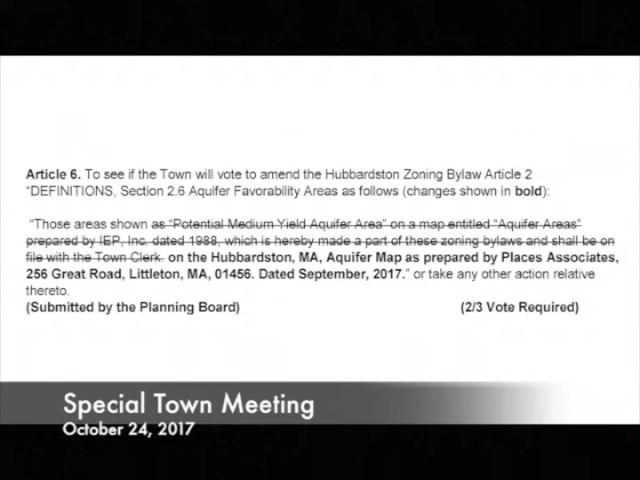 Article 6. To see if the Town will vote to amend the Hubbardston Zoning Bylaw Article 2
"DEFINITIONS, Section 2.6 Aquifer Favorability Areas as follows (changes shown in bold):
"Those areas shown as "Potential Medium Yield Aquifer Area" on a map entitled "Aquifer Areas"
prepared by IEP, Inc. dated 1988, which is hereby made a part of these zoning bylaws and shall be on
file with the Town Clerk. on the Hubbardston, MA, Aquifer Map as prepared by Places Associates,
256 Great Road, Littleton, MA, 01456. Dated September, 2017." or take any other action relative
thereto.
(Submitted by the Planning Board) (2/3 Vote Required)
Special Town Meeting
October 24, 2017